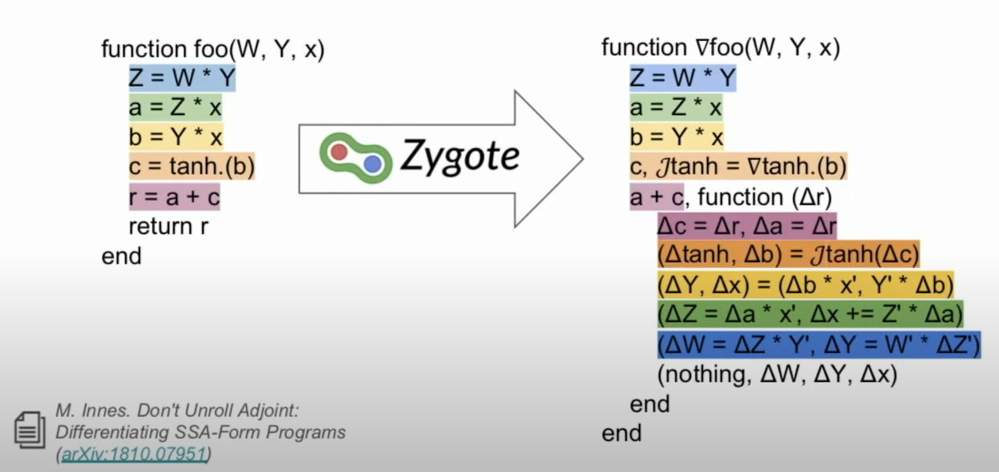 function foo(W, Y, x)
Z = W * Y
a = Z * x
b = Y * x
c = tanh.(b)
r = a + c
return r
end
Zygote
function ∇foo(W, Y, x)
Z = W * Y
a = Z * x
b = Y * x
c, 𝒥tanh = ∇tanh.(b)
a + c, function (Δr)
Δc = Δr, Δa = Δr
(Δtanh, Δb) = 𝒥tanh(Δc)
(ΔY, Δx) = (Δb * x', Y' * Δb)
(ΔZ = Δa * x', Δx += Z' * Δa)
(ΔW = ΔZ * Y', ΔY = W' * ΔZ')
(nothing, ΔW, ΔY, Δx)
end
end
M. Innes. Don't Unroll Adjoint:
Differentiating SSA-Form Programs
(arXiv:1810.07951)